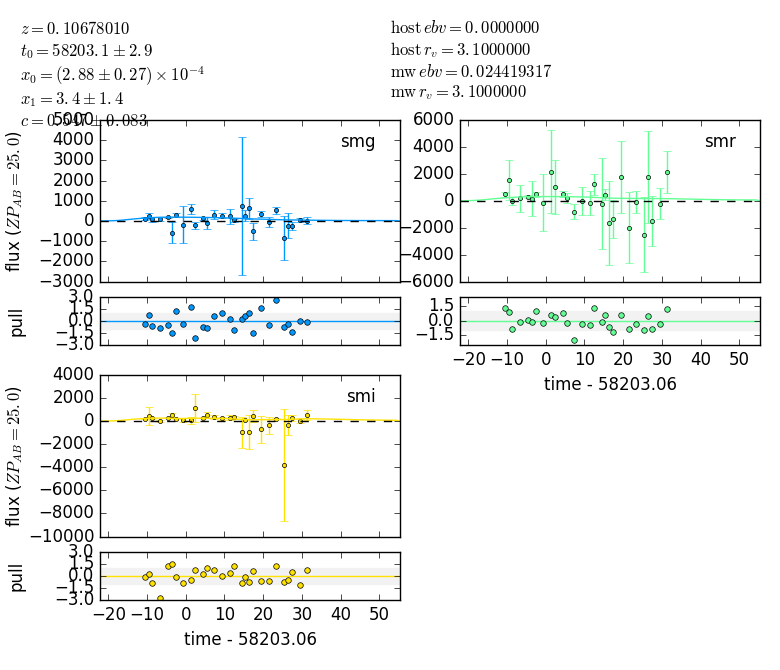 z = 0.10678010
t0 = 58203.1 ± 2.9
x0 = (2.88 ± 0.27) × 10^−4
x1 = 3.4 ± 1.4
c = 0.547 ± 0.083
host ebv = 0.0000000
host rv = 3.1000000
mw ebv = 0.024419317
mw rv = 3.1000000
smg
5000
4000
3000
2000
1000
0
−1000
−2000
−3000
flux (ZP_AB = 25.0)
3.0
1.5
0.0
−1.5
−3.0
pull
smr
6000
4000
2000
0
−2000
−4000
−6000
1.5
0.0
−1.5
−20 −10 0 10 20 30 40 50
time - 58203.06
smi
4000
2000
0
−2000
−4000
−6000
−8000
−10000
flux (ZP_AB = 25.0)
3.0
1.5
0.0
−1.5
−3.0
pull
−20 −10 0 10 20 30 40 50
time - 58203.06